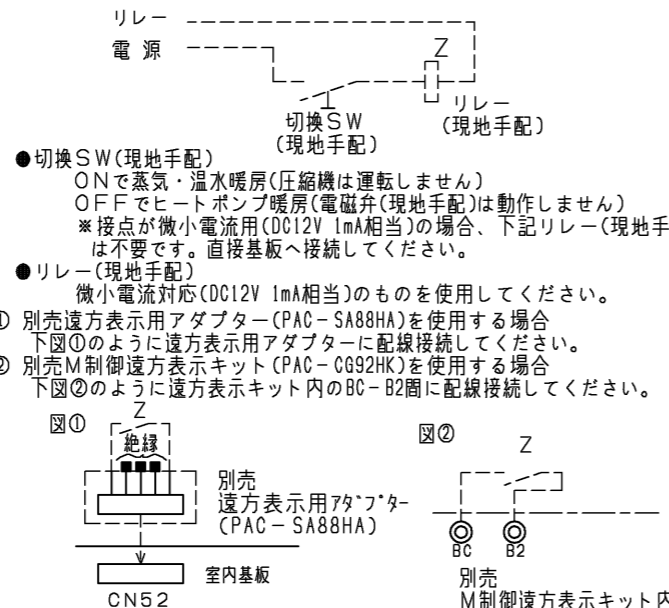 リレー
電 源
Z
切換SW
(現地手配)
リレー
(現地手配)
●切換SW(現地手配)
ONで蒸気・温水暖房(圧縮機は運転しません)
OFFでヒートポンプ暖房(電磁弁(現地手配)は動作しません)
※接点が微小電流用(DC12V 1mA相当)の場合、下記リレー(現地手
は不要です。直接基板へ接続してください。
●リレー(現地手配)
微小電流対応(DC12V 1mA相当)のものを使用してください。
① 別売遠方表示用アダプター(PAC-SA88HA)を使用する場合
下図①のように遠方表示用アダプターに配線接続してください。
② 別売M制御遠方表示キット(PAC-CG92HK)を使用する場合
下図②のように遠方表示キット内のBC-B2間に配線接続してください。
図①
Z
絶縁
別売
遠方表示用アダプター
(PAC-SA88HA)
室内基板
CN52
図②
Z
BC
B2
別売
M制御遠方表示キット内